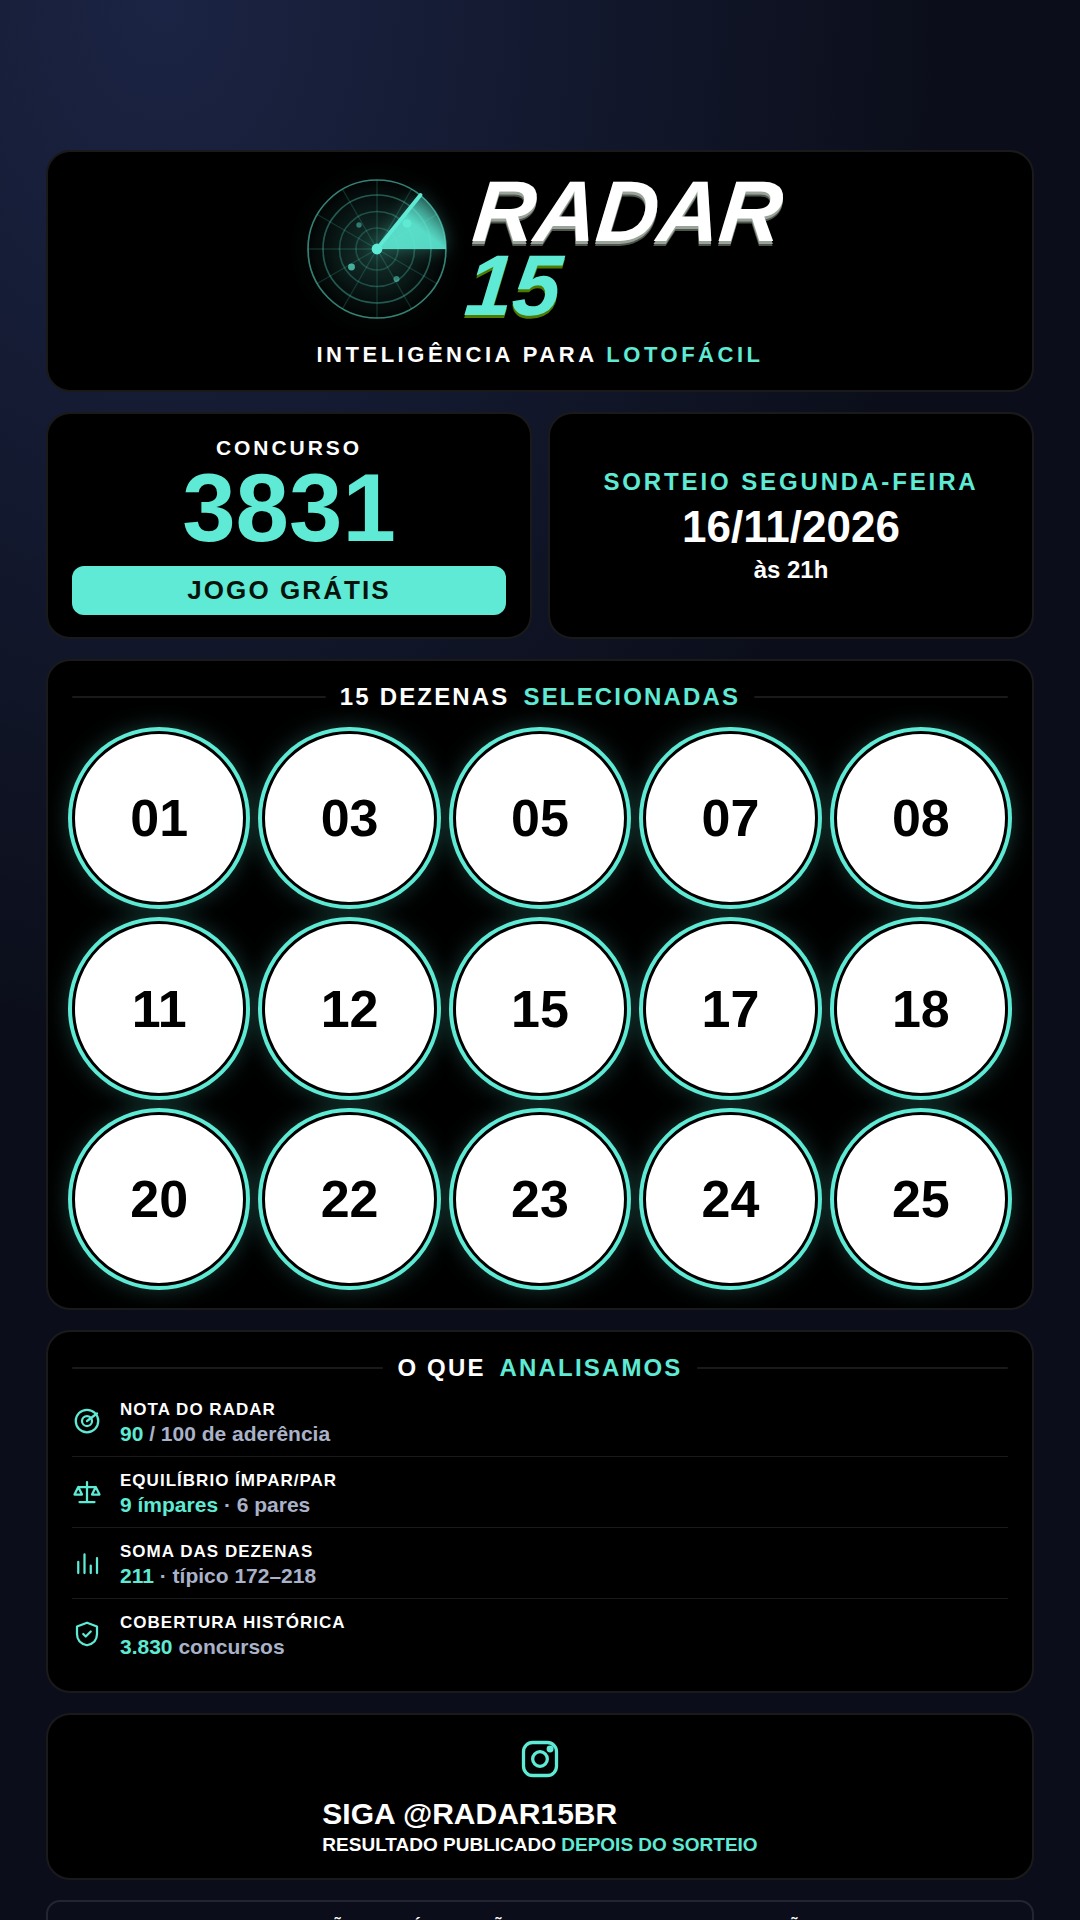 RADAR
15
INTELIGÊNCIA PARA LOTOFÁCIL
CONCURSO
3831
JOGO GRÁTIS
SORTEIO SEGUNDA-FEIRA
16/11/2026
às 21h
15 DEZENAS SELECIONADAS
01 03 05 07 08
11 12 15 17 18
20 22 23 24 25
O QUE ANALISAMOS
NOTA DO RADAR
90 / 100 de aderência
EQUILÍBRIO ÍMPAR/PAR
9 ímpares · 6 pares
SOMA DAS DEZENAS
211 · típico 172–218
COBERTURA HISTÓRICA
3.830 concursos
SIGA @RADAR15BR
RESULTADO PUBLICADO DEPOIS DO SORTEIO